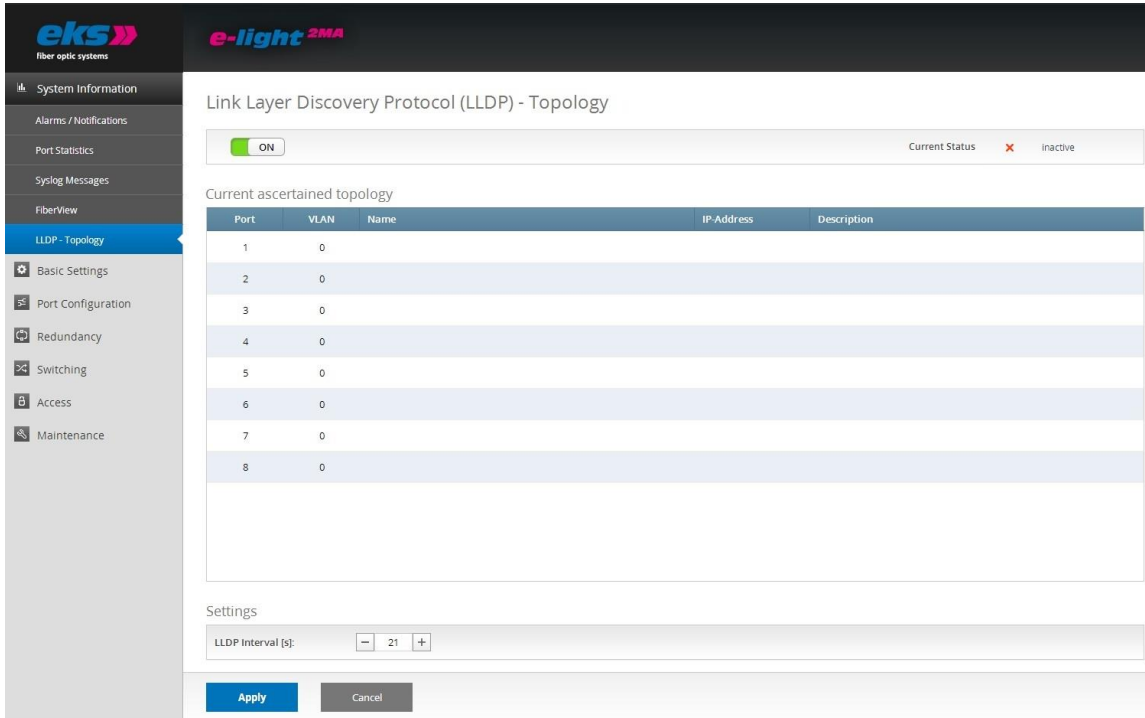 eks
fiber optic systems
e-light 2MA
System Information
Alarms / Notifications
Port Statistics
Syslog Messages
FiberView
LLDP - Topology
Basic Settings
Port Configuration
Redundancy
Switching
Access
Maintenance
Link Layer Discovery Protocol (LLDP) - Topology
ON
Current Status
inactive
Current ascertained topology
Port VLAN Name IP-Address Description
1 0
2 0
3 0
4 0
5 0
6 0
7 0
8 0
Settings
LLDP Interval [s]: − 21 +
Apply Cancel